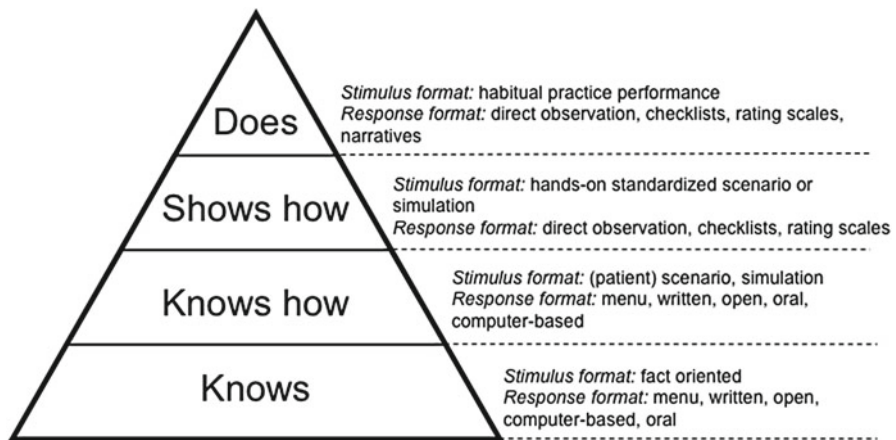 Does
Stimulus format: habitual practice performance
Response format: direct observation, checklists, rating scales,
narratives
Shows how
Stimulus format: hands-on standardized scenario or
simulation
Response format: direct observation, checklists, rating scales
Knows how
Stimulus format: (patient) scenario, simulation
Response format: menu, written, open, oral,
computer-based
Knows
Stimulus format: fact oriented
Response format: menu, written, open,
computer-based, oral